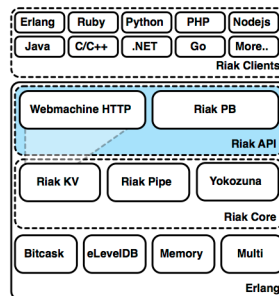 Erlang Ruby Python PHP Nodejs
Java C/C++ .NET Go More..
Riak Clients
Webmachine HTTP Riak PB
Riak API
Riak KV Riak Pipe Yokozuna
Riak Core
Bitcask eLevelDB Memory Multi
Erlang